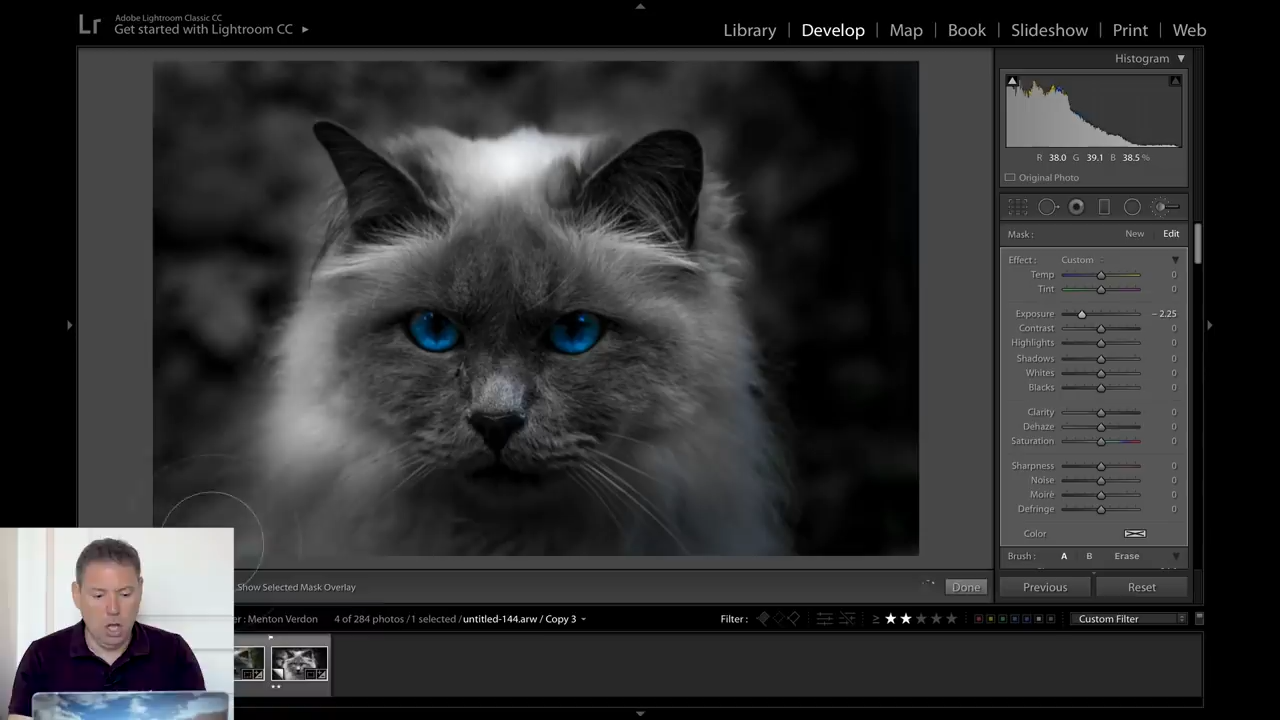 Lr
Adobe Lightroom Classic CC
Get started with Lightroom CC
Library | Develop | Map | Book | Slideshow | Print | Web
Histogram
R 38.0 G 39.1 B 38.5 %
Original Photo
Mask : New Edit
Effect : Custom
Temp 0
Tint 0
Exposure – 2.25
Contrast 0
Highlights 0
Shadows 0
Whites 0
Blacks 0
Clarity 0
Dehaze 0
Saturation 0
Sharpness 0
Noise 0
Moiré 0
Defringe 0
Color
Brush : A B Erase
Show Selected Mask Overlay
Done
Previous
Reset
r : Menton Verdon 4 of 284 photos / 1 selected / untitled-144.arw / Copy 3
Filter :
≥
Custom Filter